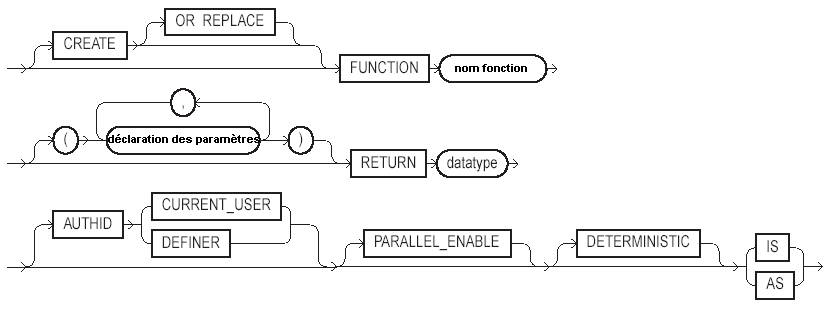 OR REPLACE
CREATE
FUNCTION nom fonction
,
( déclaration des paramètres )
RETURN datatype
CURRENT_USER
AUTHID
DEFINER
PARALLEL_ENABLE
DETERMINISTIC
IS
AS